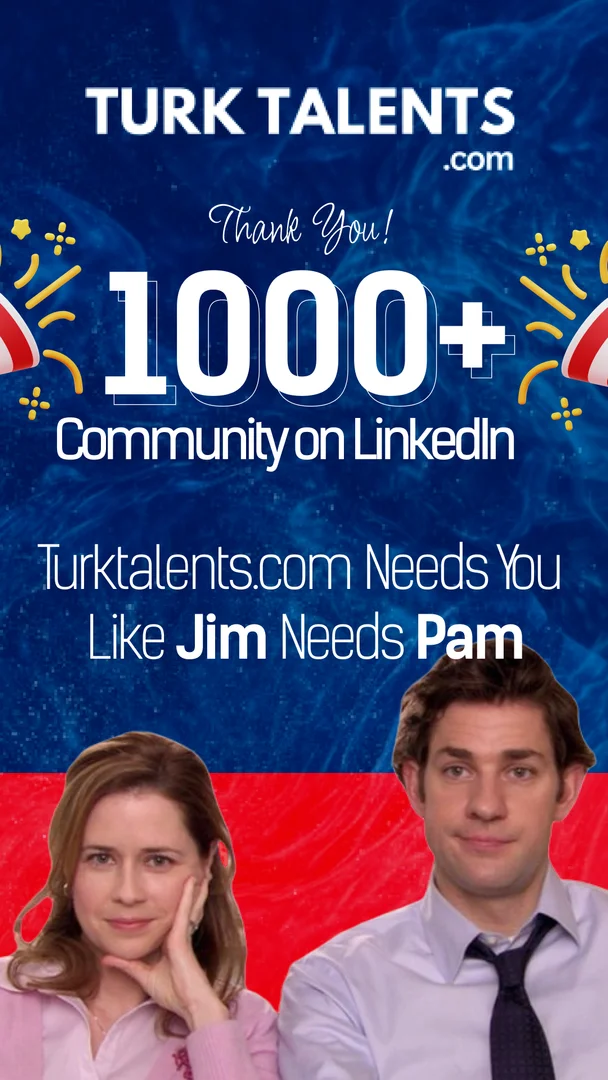 TURK TALENTS
.com
Thank You!
1000+
Community on LinkedIn
Turktalents.com Needs You
Like Jim Needs Pam